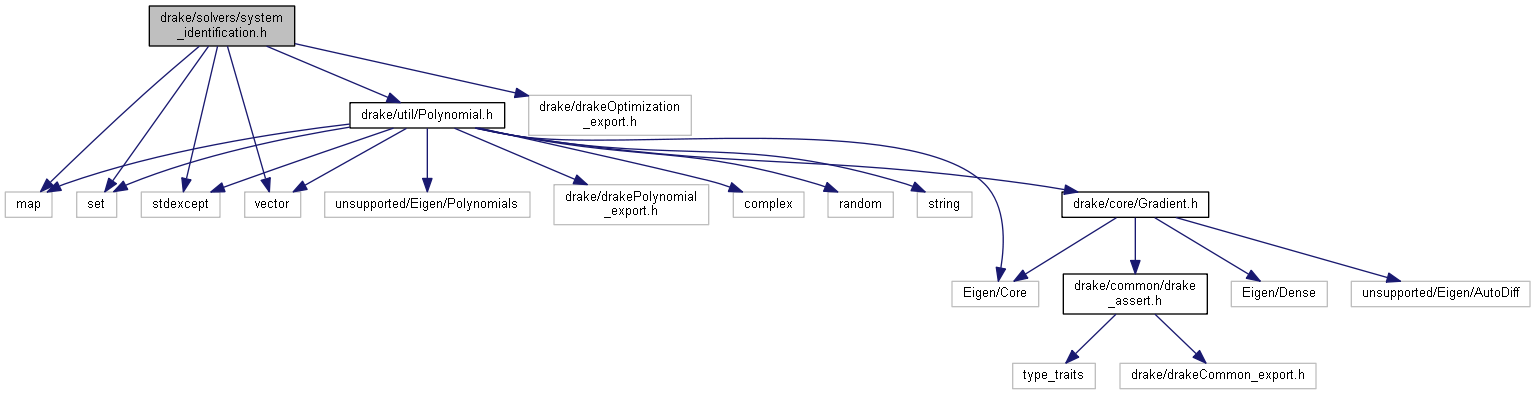 drake/solvers/system
_identification.h
drake/util/Polynomial.h
drake/drakeOptimization
_export.h
map
set
stdexcept
vector
unsupported/Eigen/Polynomials
drake/drakePolynomial
_export.h
complex
random
string
drake/core/Gradient.h
Eigen/Core
drake/common/drake
_assert.h
Eigen/Dense
unsupported/Eigen/AutoDiff
type_traits
drake/drakeCommon_export.h